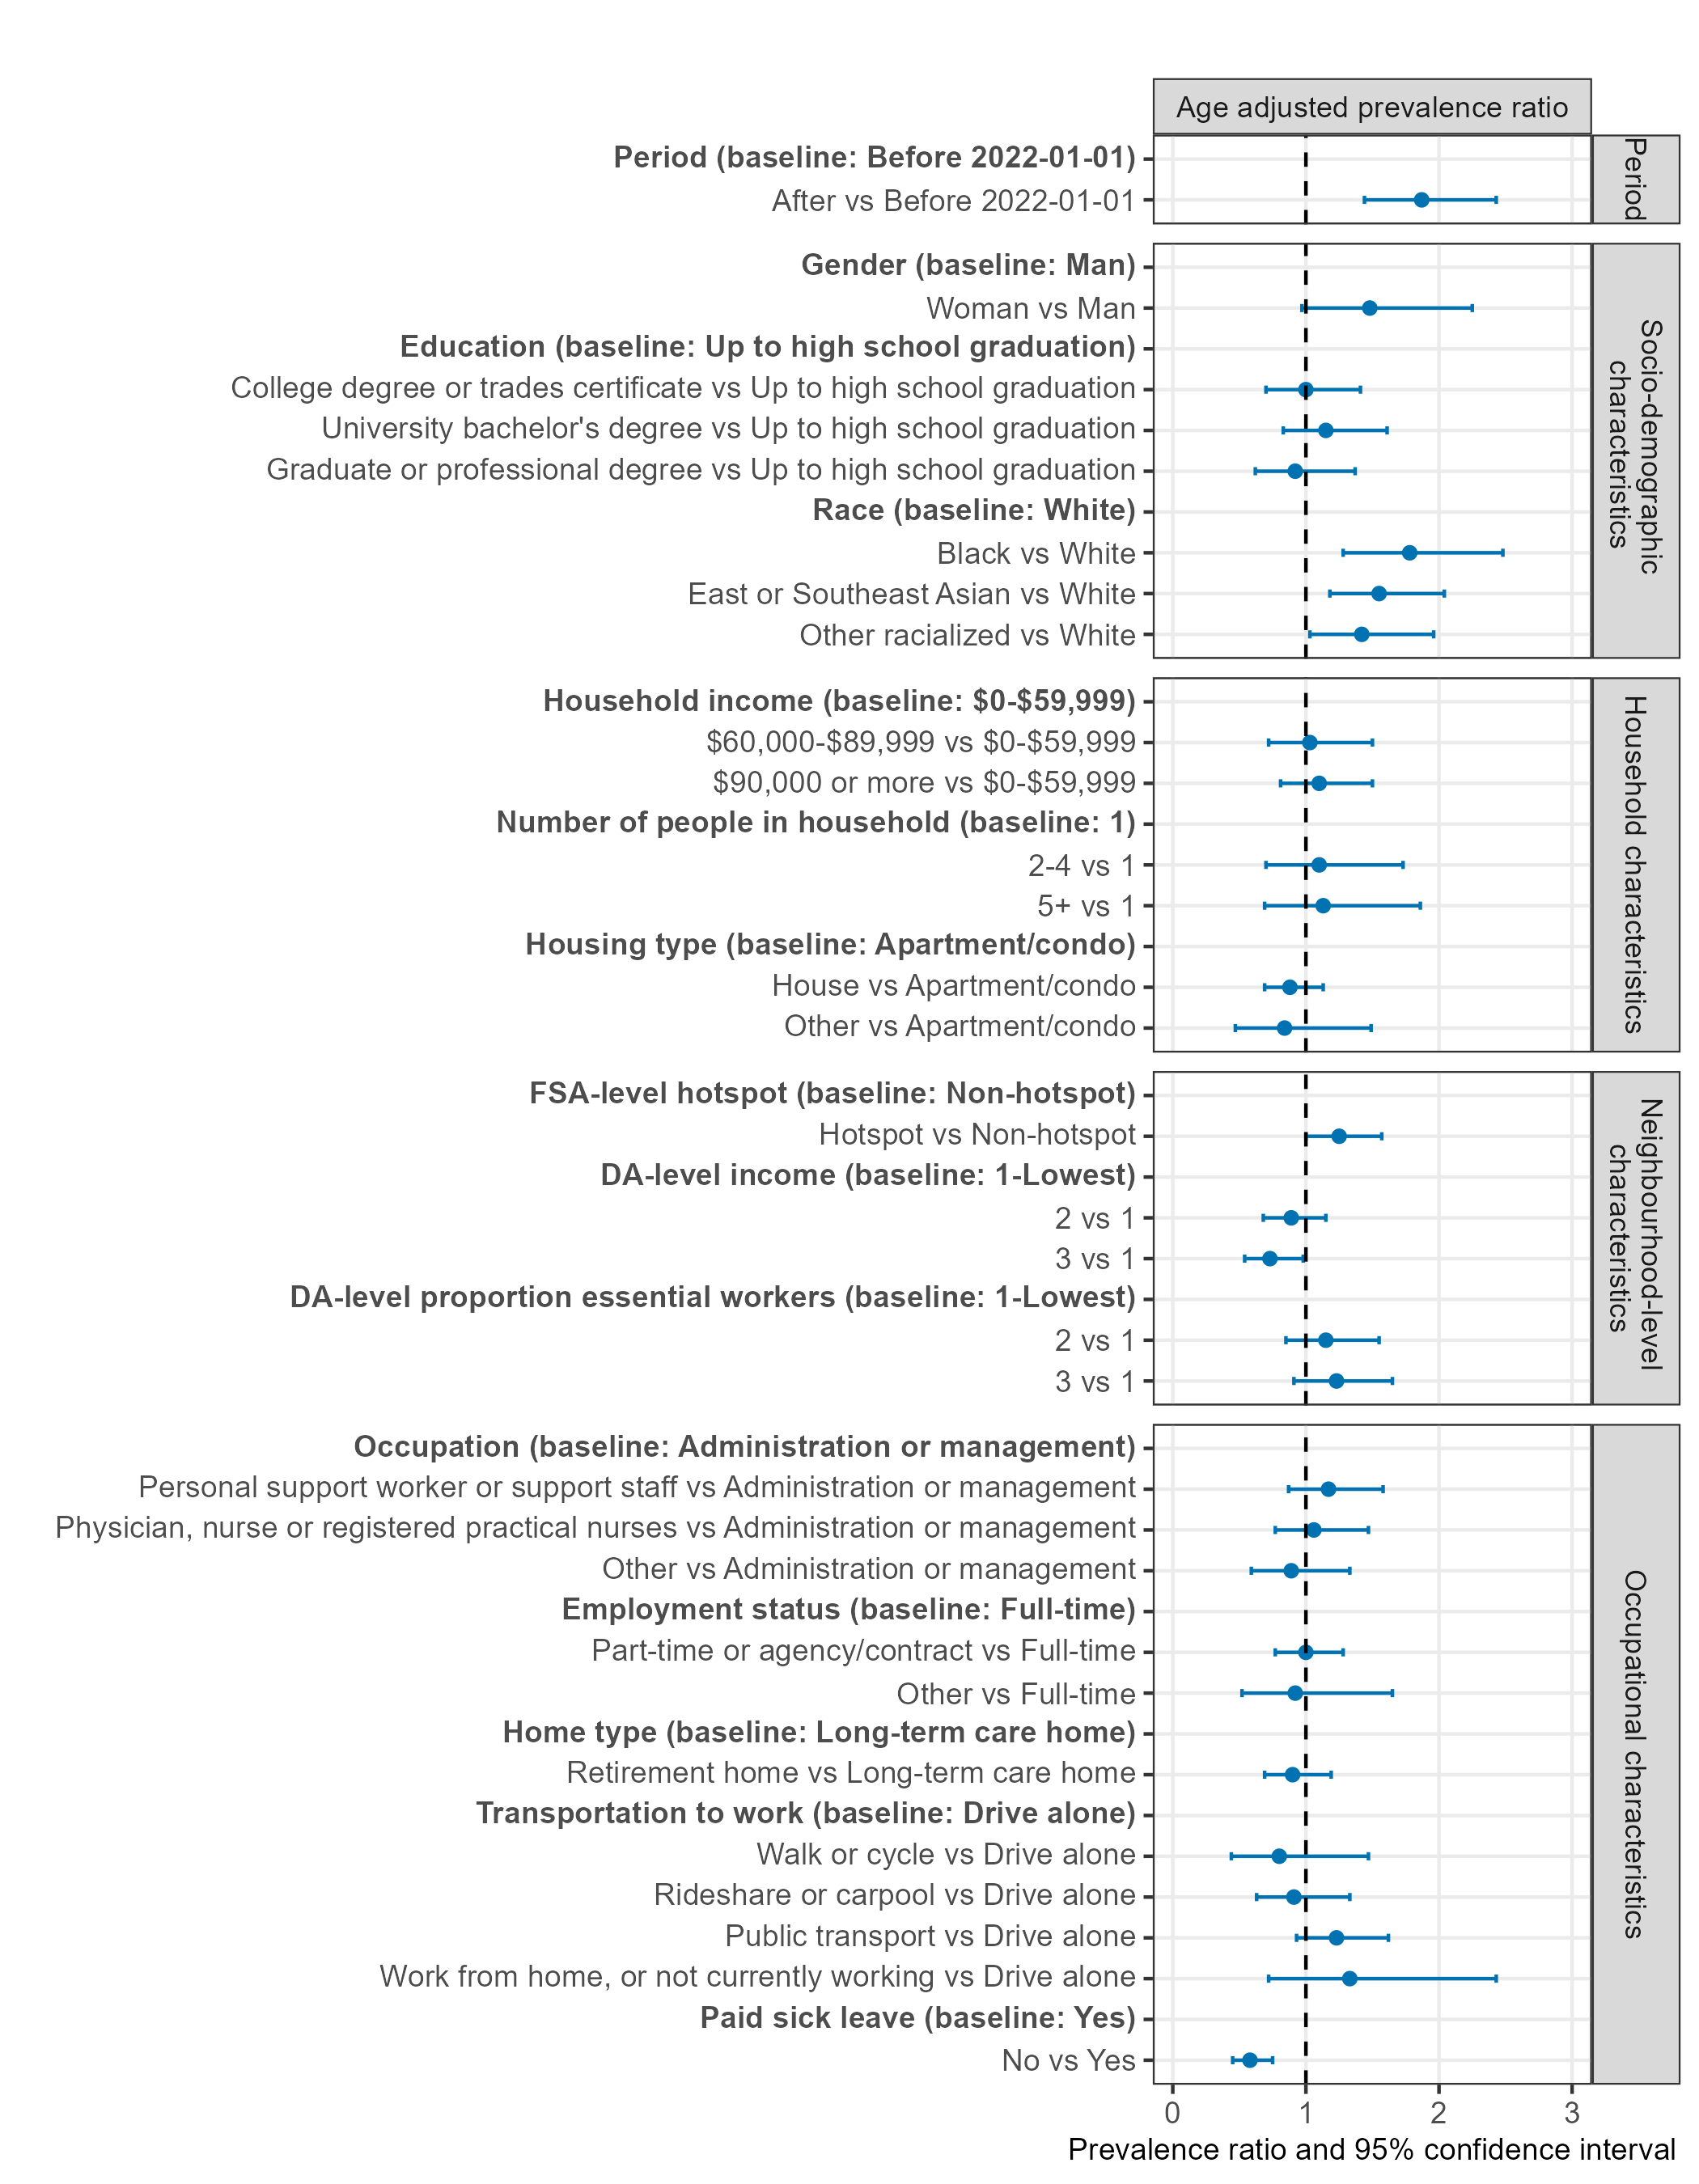 Age adjusted prevalence ratio
Period (baseline: Before 2022-01-01)
After vs Before 2022-01-01
Period
Gender (baseline: Man)
Woman vs Man
Education (baseline: Up to high school graduation)
College degree or trades certificate vs Up to high school graduation
University bachelor's degree vs Up to high school graduation
Graduate or professional degree vs Up to high school graduation
Race (baseline: White)
Black vs White
East or Southeast Asian vs White
Other racialized vs White
Socio-demographic
characteristics
Household income (baseline: $0-$59,999)
$60,000-$89,999 vs $0-$59,999
$90,000 or more vs $0-$59,999
Number of people in household (baseline: 1)
2-4 vs 1
5+ vs 1
Housing type (baseline: Apartment/condo)
House vs Apartment/condo
Other vs Apartment/condo
Household characteristics
FSA-level hotspot (baseline: Non-hotspot)
Hotspot vs Non-hotspot
DA-level income (baseline: 1-Lowest)
2 vs 1
3 vs 1
DA-level proportion essential workers (baseline: 1-Lowest)
2 vs 1
3 vs 1
Neighbourhood-level
characteristics
Occupation (baseline: Administration or management)
Personal support worker or support staff vs Administration or management
Physician, nurse or registered practical nurses vs Administration or management
Other vs Administration or management
Employment status (baseline: Full-time)
Part-time or agency/contract vs Full-time
Other vs Full-time
Home type (baseline: Long-term care home)
Retirement home vs Long-term care home
Transportation to work (baseline: Drive alone)
Walk or cycle vs Drive alone
Rideshare or carpool vs Drive alone
Public transport vs Drive alone
Work from home, or not currently working vs Drive alone
Paid sick leave (baseline: Yes)
No vs Yes
Occupational characteristics
0 1 2 3
Prevalence ratio and 95% confidence interval